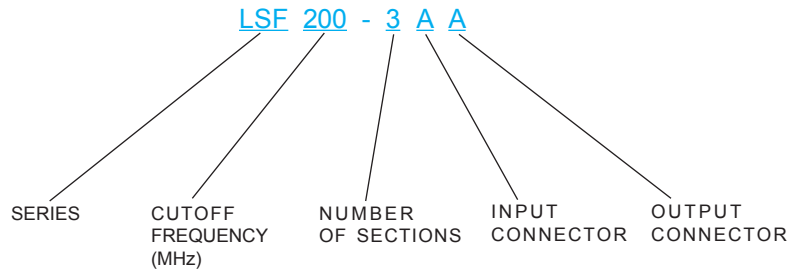 LSF 200 - 3 A A
SERIES
CUTOFF
FREQUENCY
(MHz)
NUMBER
OF SECTIONS
INPUT
CONNECTOR
OUTPUT
CONNECTOR